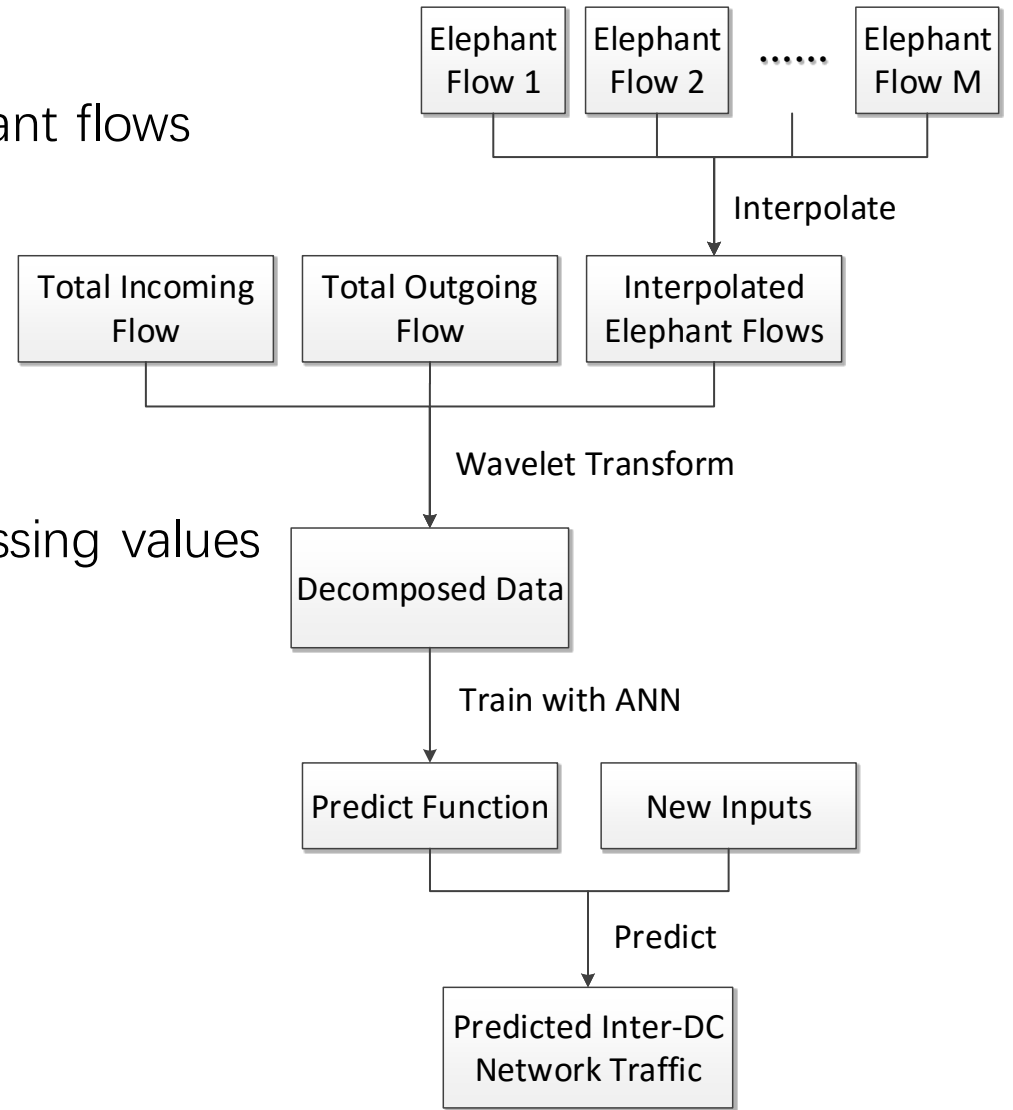 Elephant
Flow 1
Elephant
Flow 2
......
Elephant
Flow M
ant flows
Interpolate
Total Incoming
Flow
Total Outgoing
Flow
Interpolated
Elephant Flows
Wavelet Transform
ssing values
Decomposed Data
Train with ANN
Predict Function
New Inputs
Predict
Predicted Inter-DC
Network Traffic